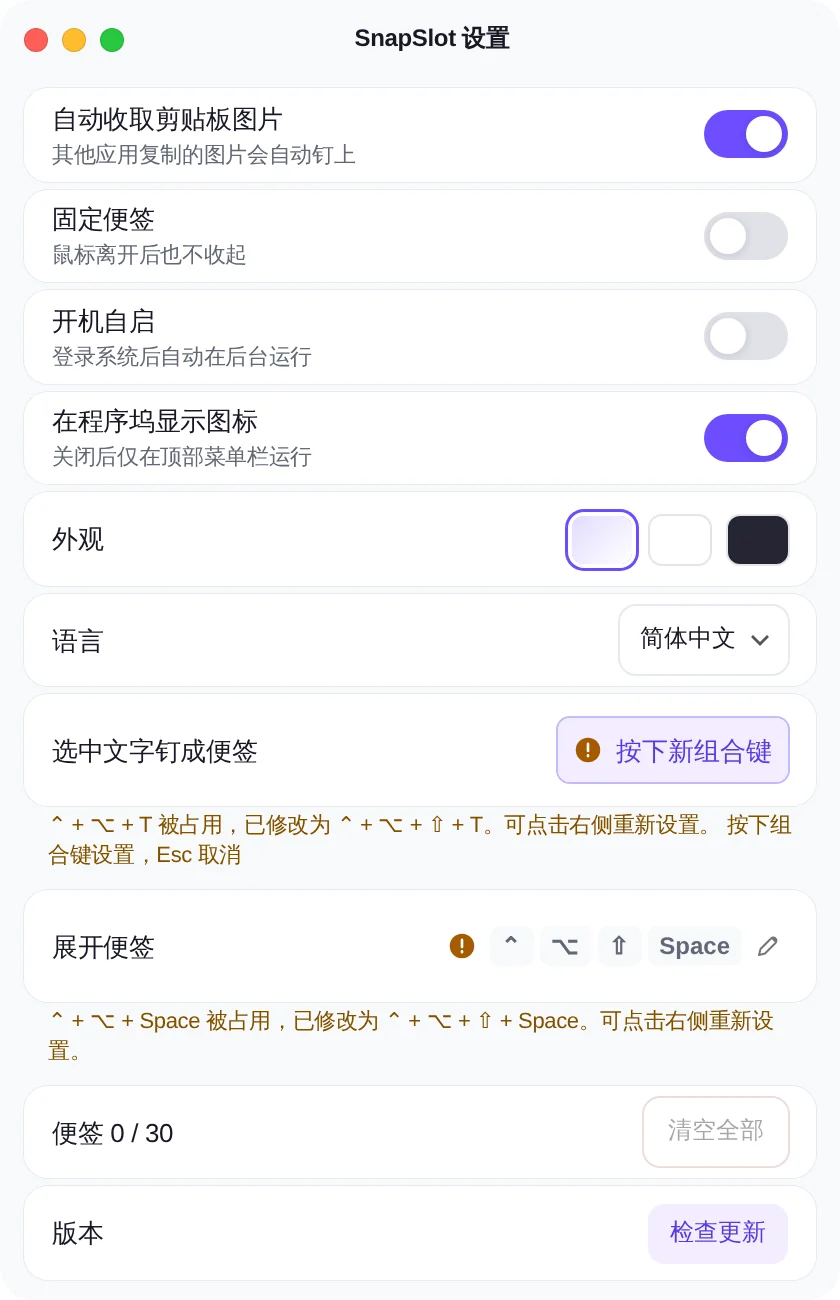 SnapSlot 设置
自动收取剪贴板图片
其他应用复制的图片会自动钉上
固定便签
鼠标离开后也不收起
开机自启
登录系统后自动在后台运行
在程序坞显示图标
关闭后仅在顶部菜单栏运行
外观
语言 简体中文
选中文字钉成便签 按下新组合键
⌃ + ⌥ + T 被占用，已修改为 ⌃ + ⌥ + ⇧ + T。可点击右侧重新设置。 按下组
合键设置，Esc 取消
展开便签 ⌃ ⌥ ⇧ Space
⌃ + ⌥ + Space 被占用，已修改为 ⌃ + ⌥ + ⇧ + Space。可点击右侧重新设
置。
便签 0 / 30 清空全部
版本 检查更新